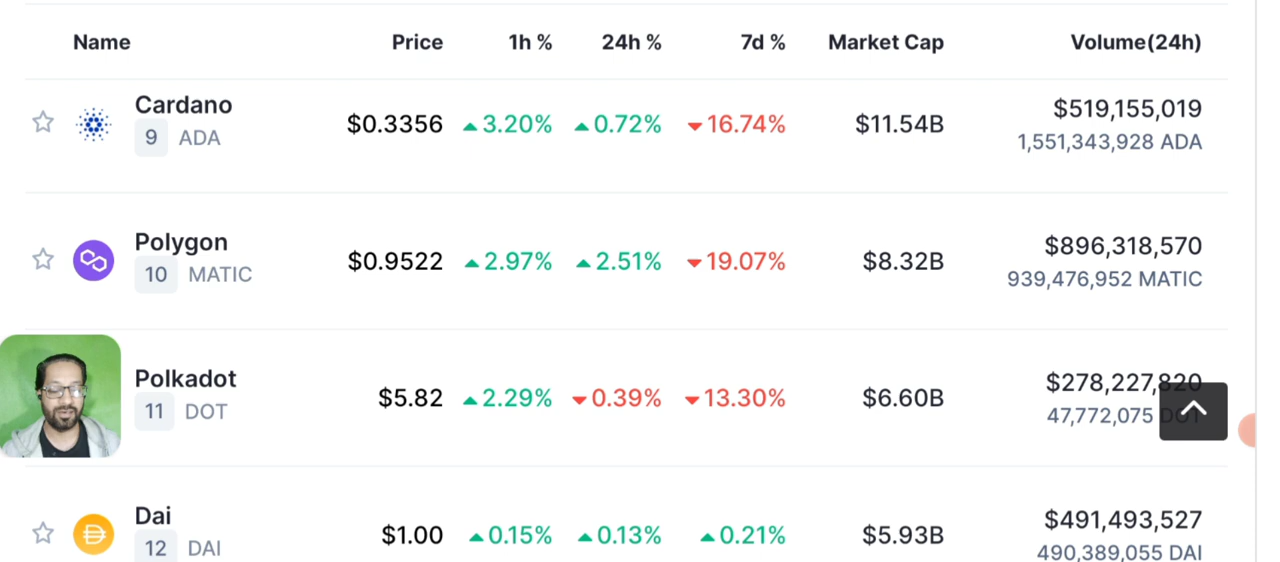 Name Price 1h % 24h % 7d % Market Cap Volume(24h)
Cardano
9 ADA $0.3356 3.20% 0.72% 16.74% $11.54B $519,155,019
1,551,343,928 ADA
Polygon
10 MATIC $0.9522 2.97% 2.51% 19.07% $8.32B $896,318,570
939,476,952 MATIC
Polkadot
11 DOT $5.82 2.29% 0.39% 13.30% $6.60B $278,227,820
47,772,075 DOT
Dai
12 DAI $1.00 0.15% 0.13% 0.21% $5.93B $491,493,527
490,389,055 DAI